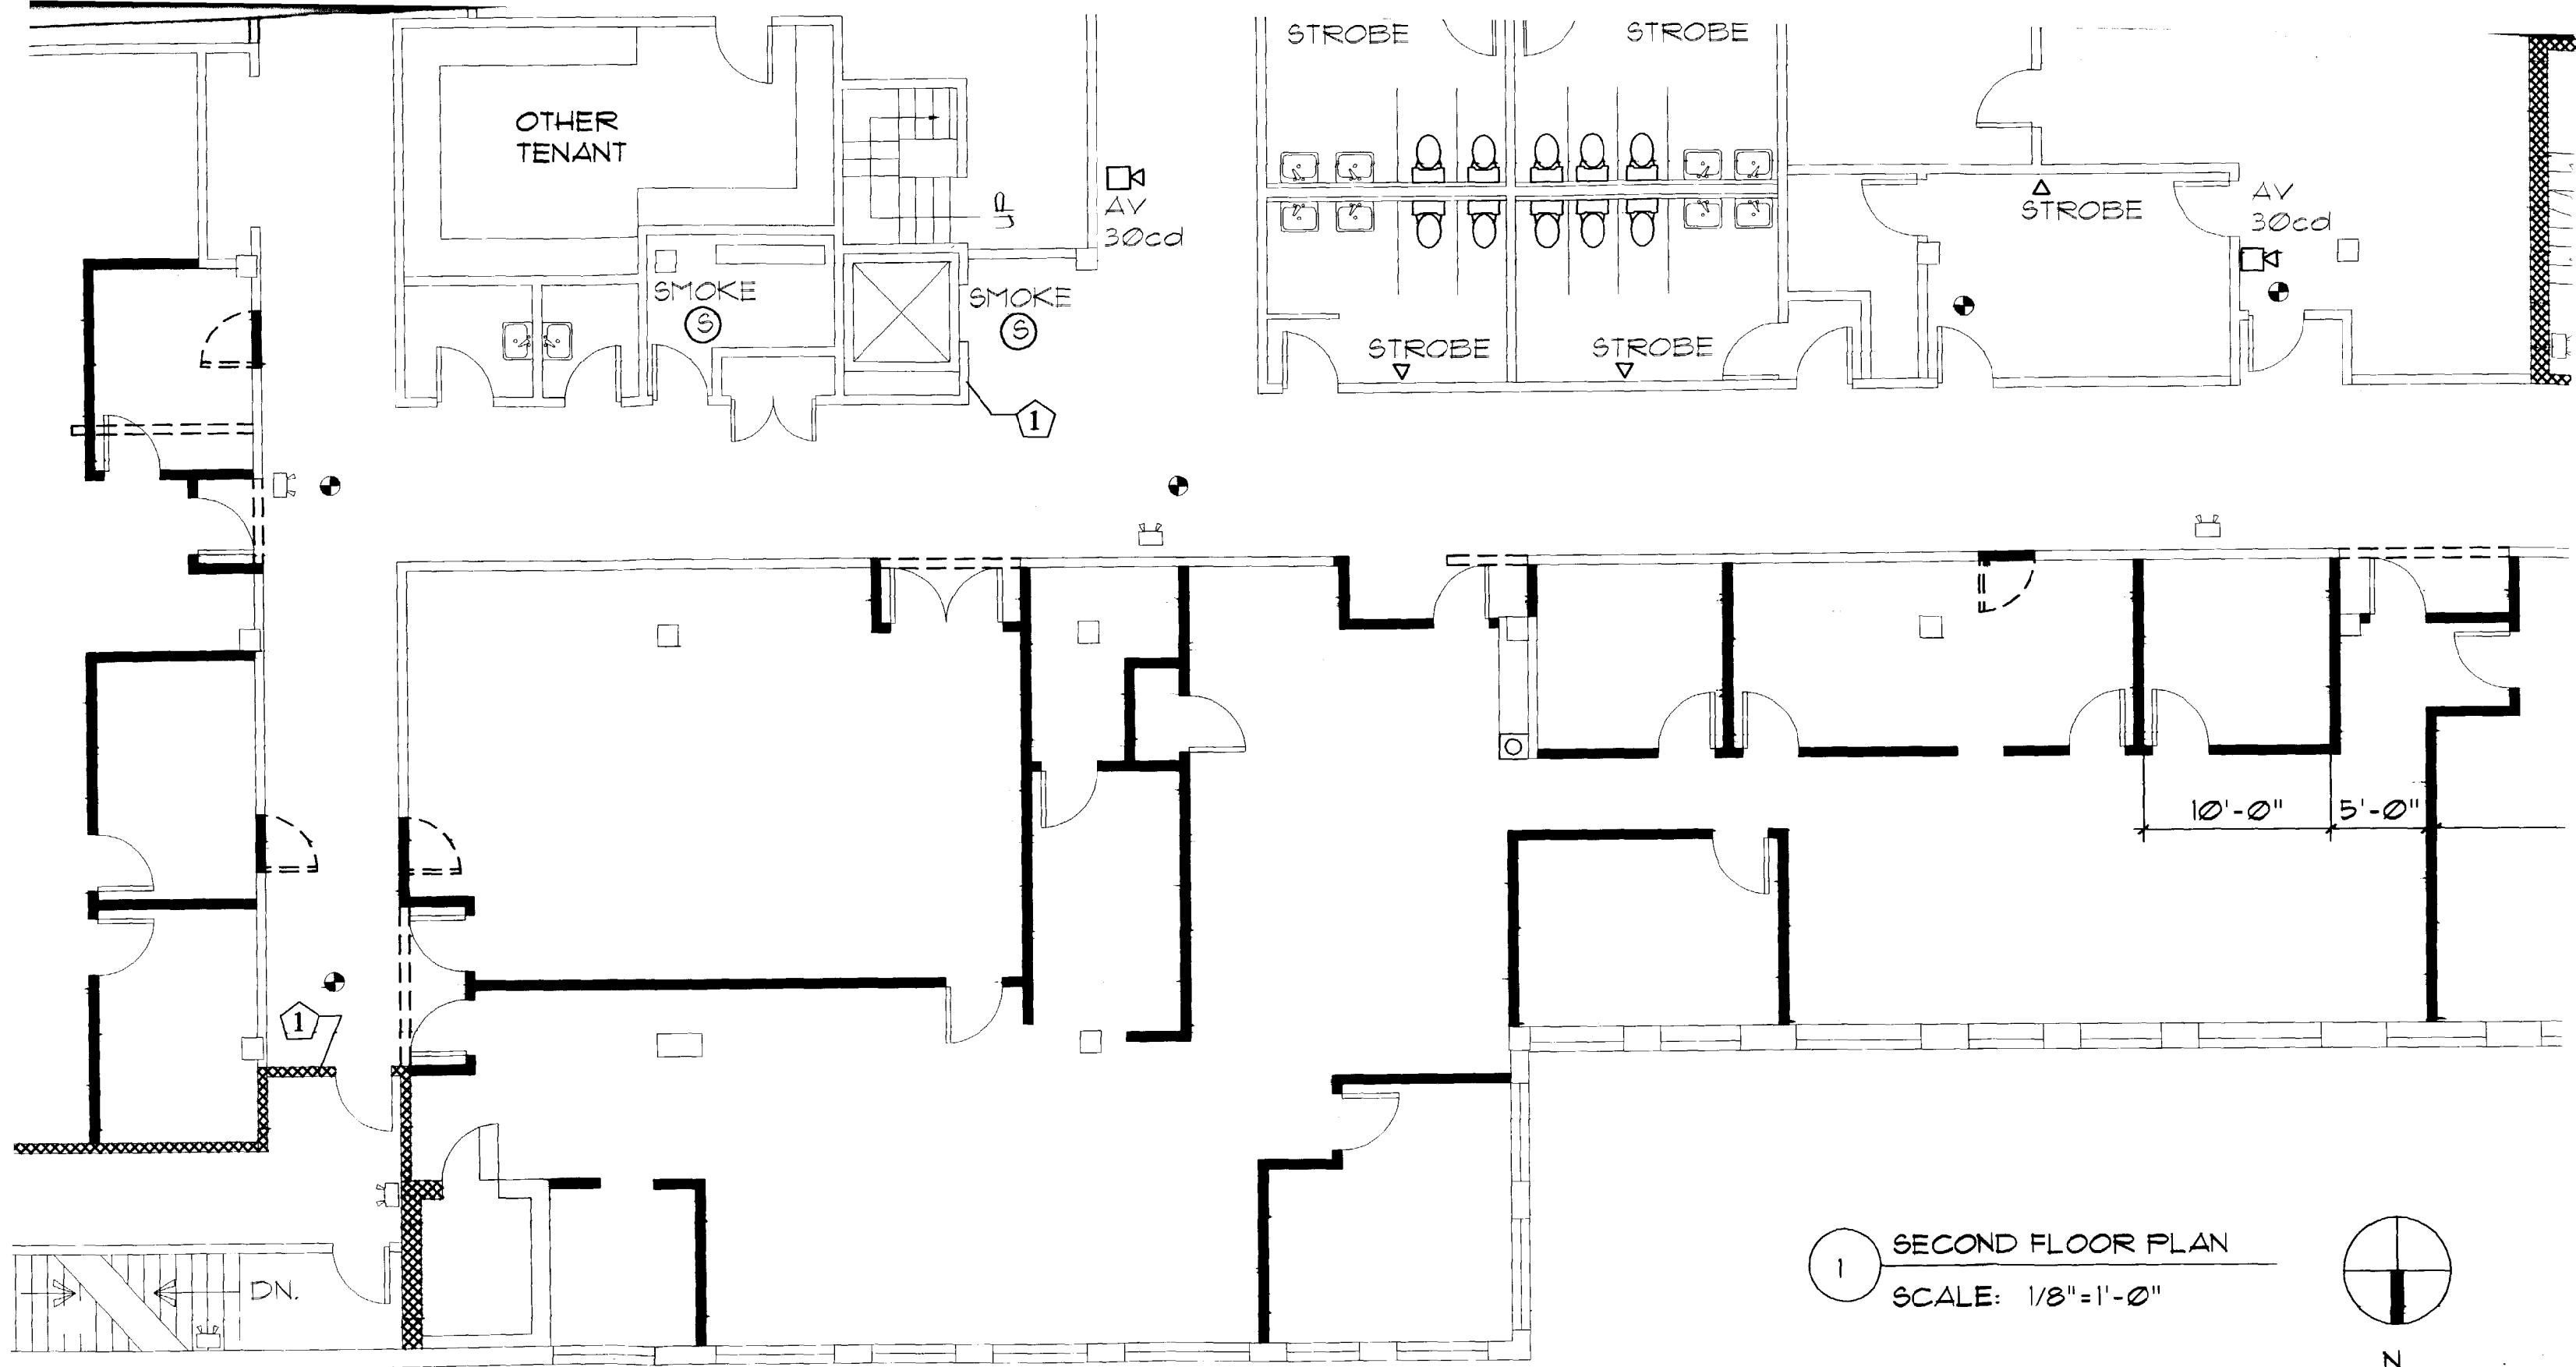 STROBE
STROBE
OTHER
TENANT
UP
AV
30cd
STROBE
AV
30cd
SMOKE
S
SMOKE
S
STROBE
STROBE
1
10'-0"
5'-0"
1
1
SECOND FLOOR PLAN
SCALE: 1/8"=1'-0"
DN.
N